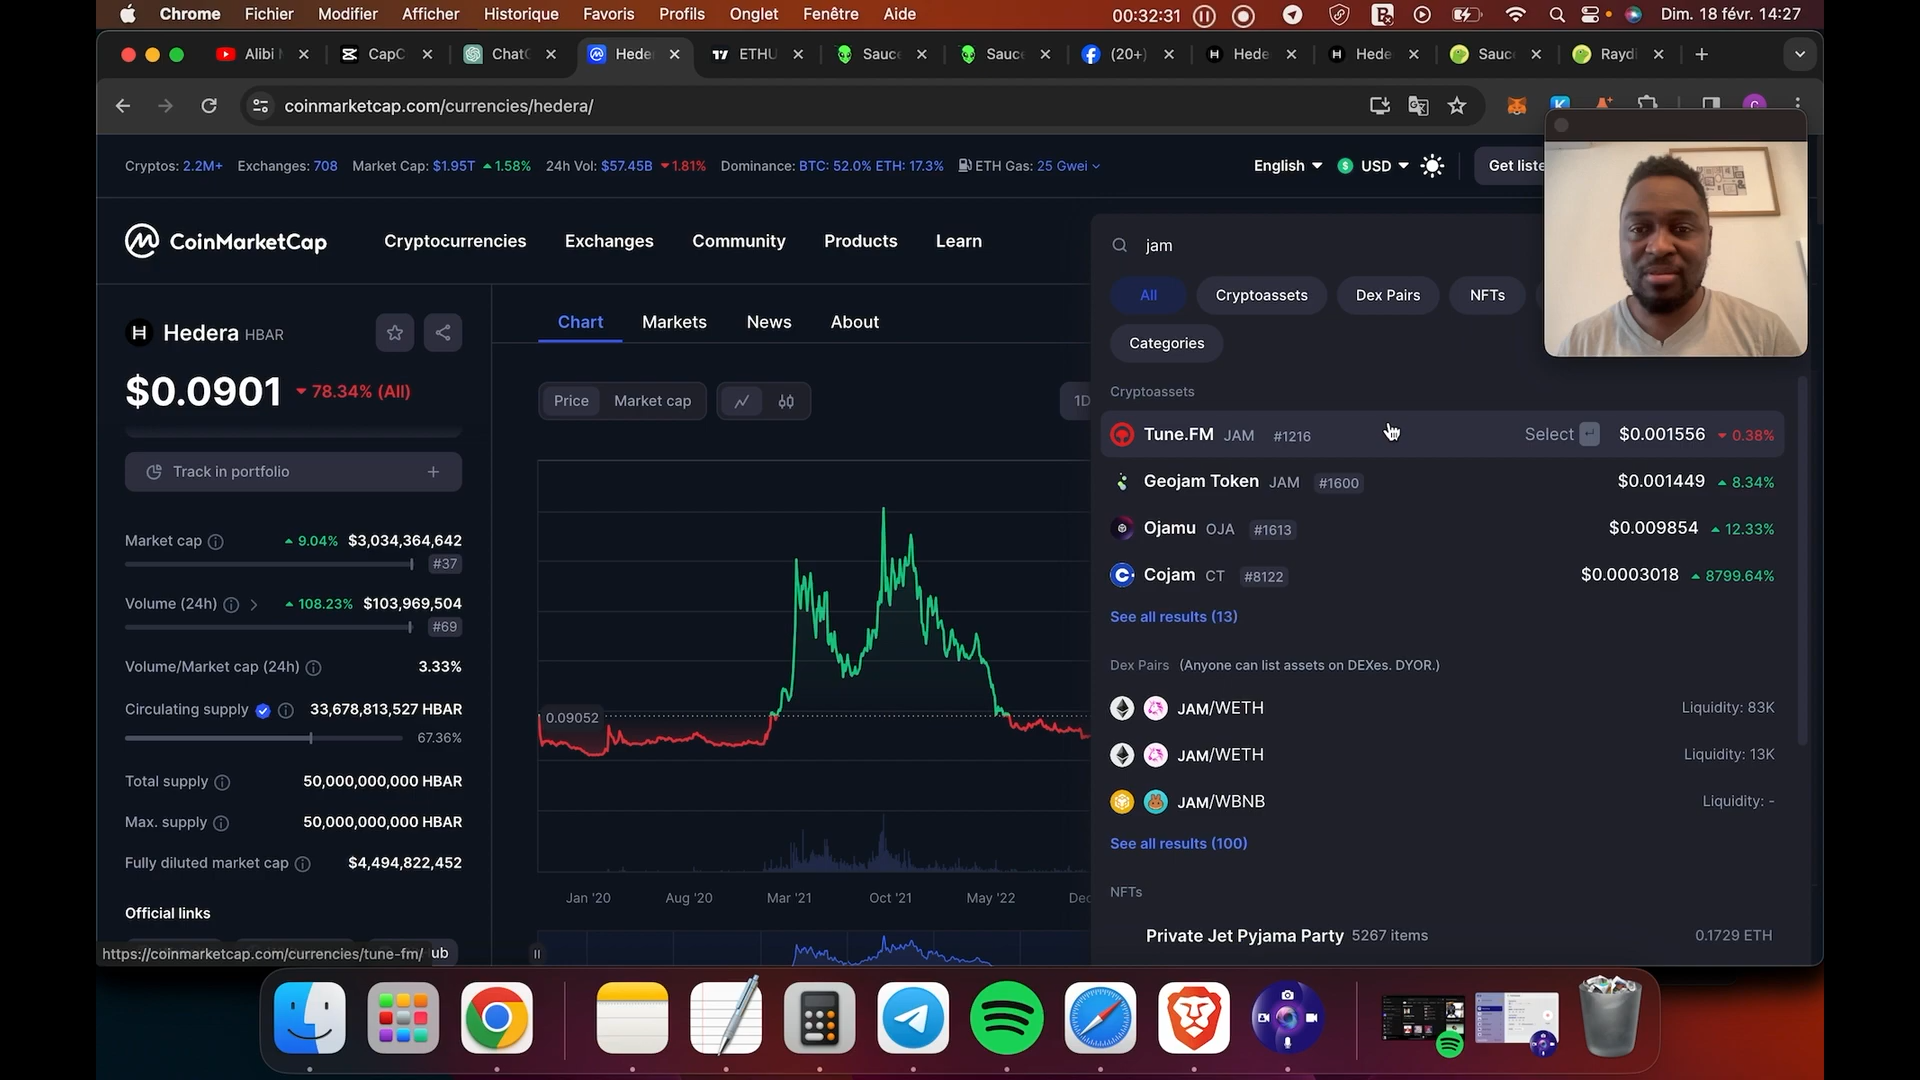 Chrome Fichier Modifier Afficher Historique Favoris Profils Onglet Fenêtre Aide 00:32:31 Dim. 18 févr. 14:27
Alibi CapC ChatG Heder ETHU Sauce Sauce (20+) Hede Hede Sauc Raydi
coinmarketcap.com/currencies/hedera/
Cryptos: 2.2M+ Exchanges: 708 Market Cap: $1.95T 1.58% 24h Vol: $57.45B 1.81% Dominance: BTC: 52.0% ETH: 17.3% ETH Gas: 25 Gwei English USD Get liste
CoinMarketCap Cryptocurrencies Exchanges Community Products Learn
jam
All Cryptoassets Dex Pairs NFTs
Categories
Hedera HBAR
$0.0901 78.34% (All)
Track in portfolio
Market cap 9.04% $3,034,364,642
#37
Volume (24h) 108.23% $103,969,504
#69
Volume/Market cap (24h) 3.33%
Circulating supply 33,678,813,527 HBAR
67.36%
Total supply 50,000,000,000 HBAR
Max. supply 50,000,000,000 HBAR
Fully diluted market cap $4,494,822,452
Official links
ub
https://coinmarketcap.com/currencies/tune-fm/
Chart Markets News About
Price Market cap 1D
0.09052
Jan '20 Aug '20 Mar '21 Oct '21 May '22 Dec
Cryptoassets
Tune.FM JAM #1216 Select $0.001556 0.38%
Geojam Token JAM #1600 $0.001449 8.34%
Ojamu OJA #1613 $0.009854 12.33%
Cojam CT #8122 $0.0003018 8799.64%
See all results (13)
Dex Pairs (Anyone can list assets on DEXes. DYOR.)
JAM/WETH Liquidity: 83K
JAM/WETH Liquidity: 13K
JAM/WBNB Liquidity: -
See all results (100)
NFTs
Private Jet Pyjama Party 5267 items 0.1729 ETH